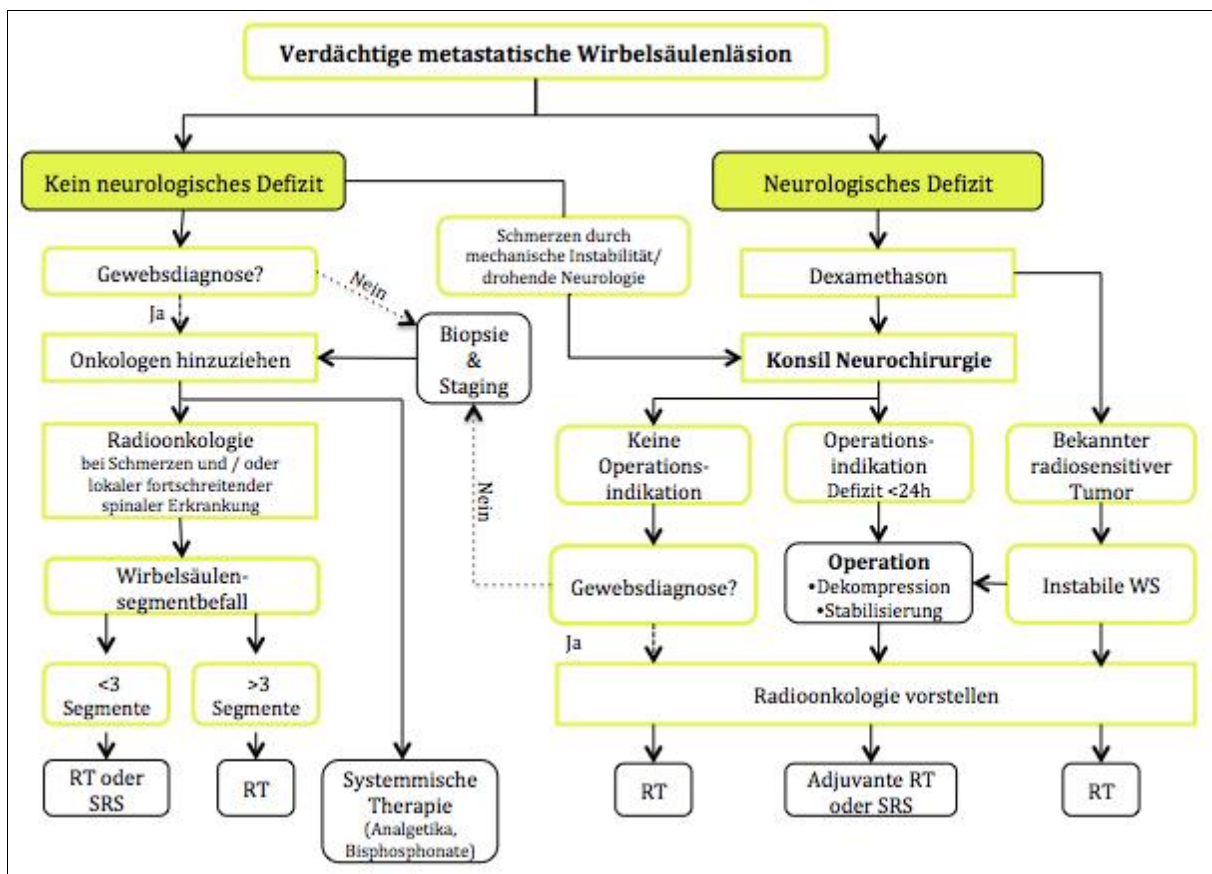 Verdächtige metastatische Wirbelsäulenläsion
Kein neurologisches Defizit
Neurologisches Defizit
Schmerzen durch
mechanische Instabilität/
drohende Neurologie
Gewebsdiagnose?
Nein
Dexamethason
Ja
Biopsie
&
Staging
Onkologen hinzuziehen
Konsil Neurochirurgie
Radioonkologie
bei Schmerzen und / oder
lokaler fortschreitender
spinaler Erkrankung
Nein
Keine
Operations-
indikation
Operations-
indikation
Defizit <24h
Bekannter
radiosensitiver
Tumor
Wirbelsäulen-
segmentbefall
Gewebsdiagnose?
Operation
•Dekompression
•Stabilisierung
Instabile WS
Ja
<3
Segmente
>3
Segmente
Radioonkologie vorstellen
RT oder
SRS
RT
Systemmische
Therapie
(Analgetika,
Bisphosphonate)
RT
Adjuvante RT
oder SRS
RT